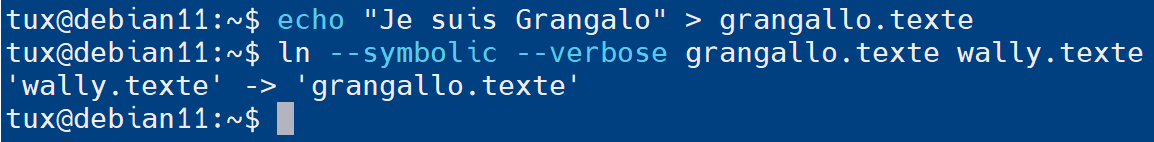 tux@debian11:~$ echo "Je suis Grangalo" > grangallo.texte
tux@debian11:~$ ln --symbolic --verbose grangallo.texte wally.texte
'wally.texte' -> 'grangallo.texte'
tux@debian11:~$